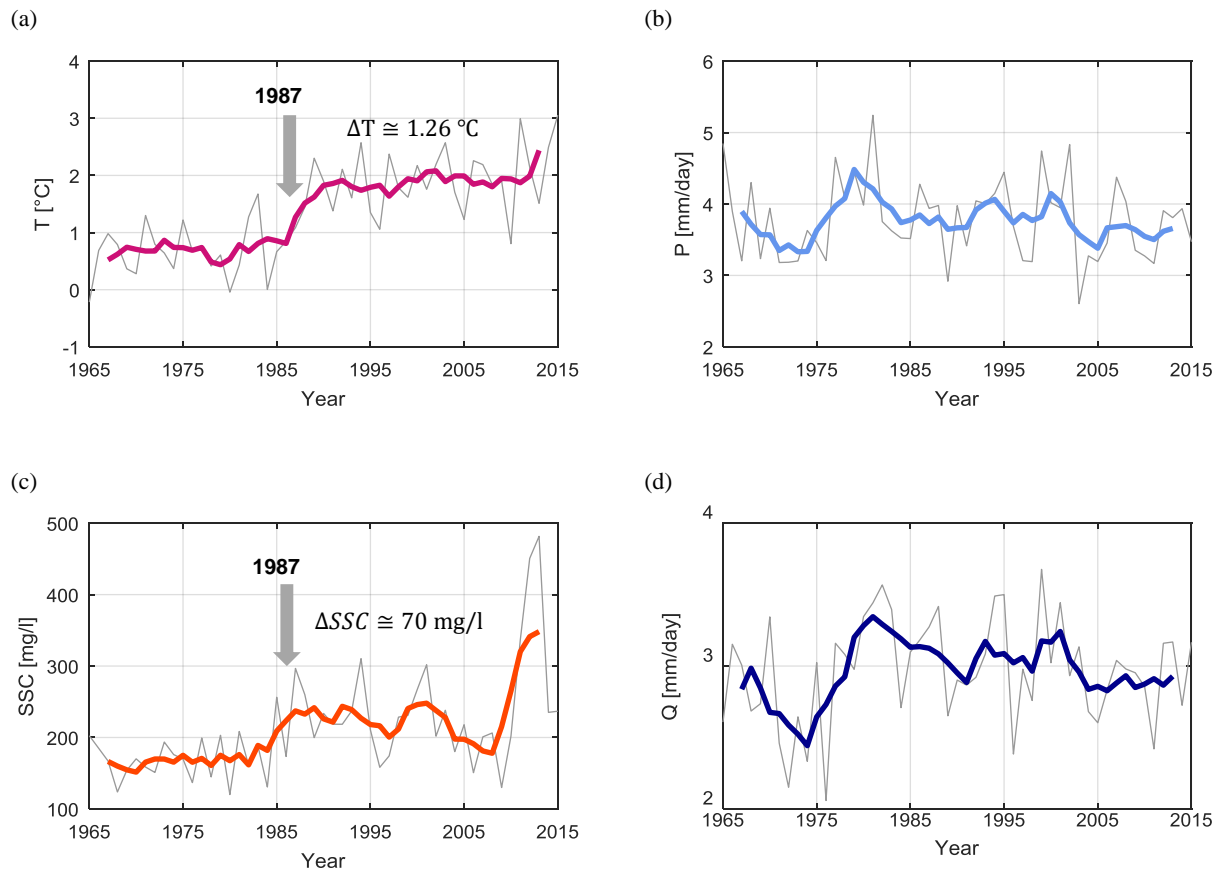 (a)
4
3
2
1
0
-1
T [°C]
1987
ΔT ≅ 1.26 ℃
1965 1975 1985 1995 2005 2015
Year
(b)
6
5
4
3
2
P [mm/day]
1965 1975 1985 1995 2005 2015
Year
(c)
500
400
300
200
100
SSC [mg/l]
1987
ΔSSC ≅ 70 mg/l
1965 1975 1985 1995 2005 2015
Year
(d)
4
3
2
Q [mm/day]
1965 1975 1985 1995 2005 2015
Year